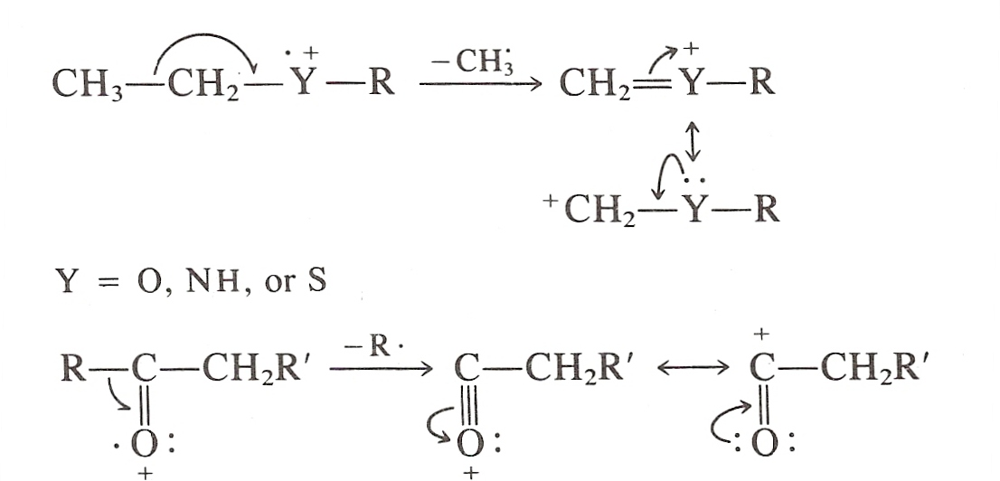 CH₃—CH₂—Y—R · + −CH₃· CH₂=Y—R +
⁺CH₂—Y—R ··
Y = O, NH, or S
R—C—CH₂R′ −R· C—CH₂R′ ⟷ C—CH₂R′ +
·O: O: :O:
+ +